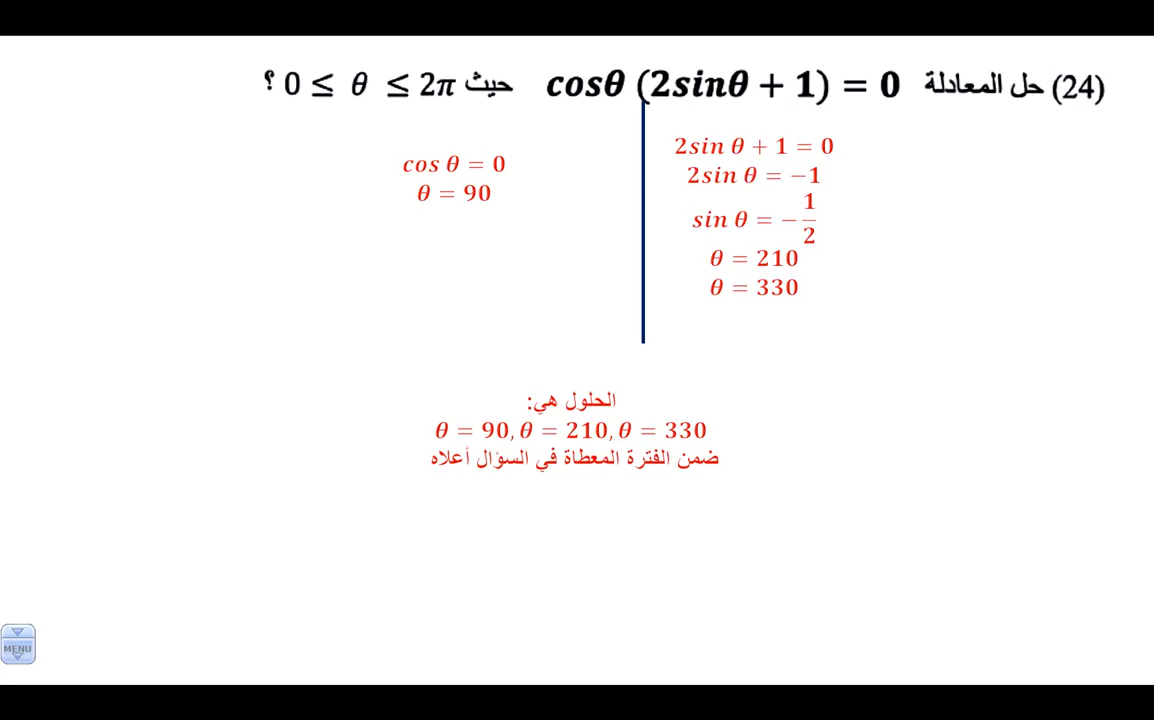 (24) حل المعادلة cosθ (2sinθ + 1) = 0 حيث 0 ≤ θ ≤ 2π ؟
2sin θ + 1 = 0
2sin θ = −1
sin θ = −1/2
θ = 210
θ = 330
cos θ = 0
θ = 90
الحلول هي:
θ = 90, θ = 210, θ = 330
ضمن الفترة المعطاة في السؤال أعلاه
MENU